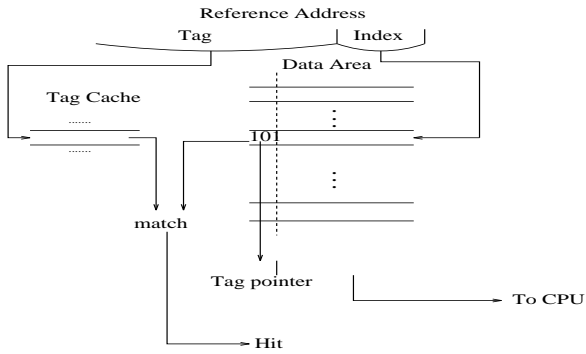 Reference Address
Tag
Index
Data Area
Tag Cache
.......
101
.......
match
Tag pointer
To CPU
Hit